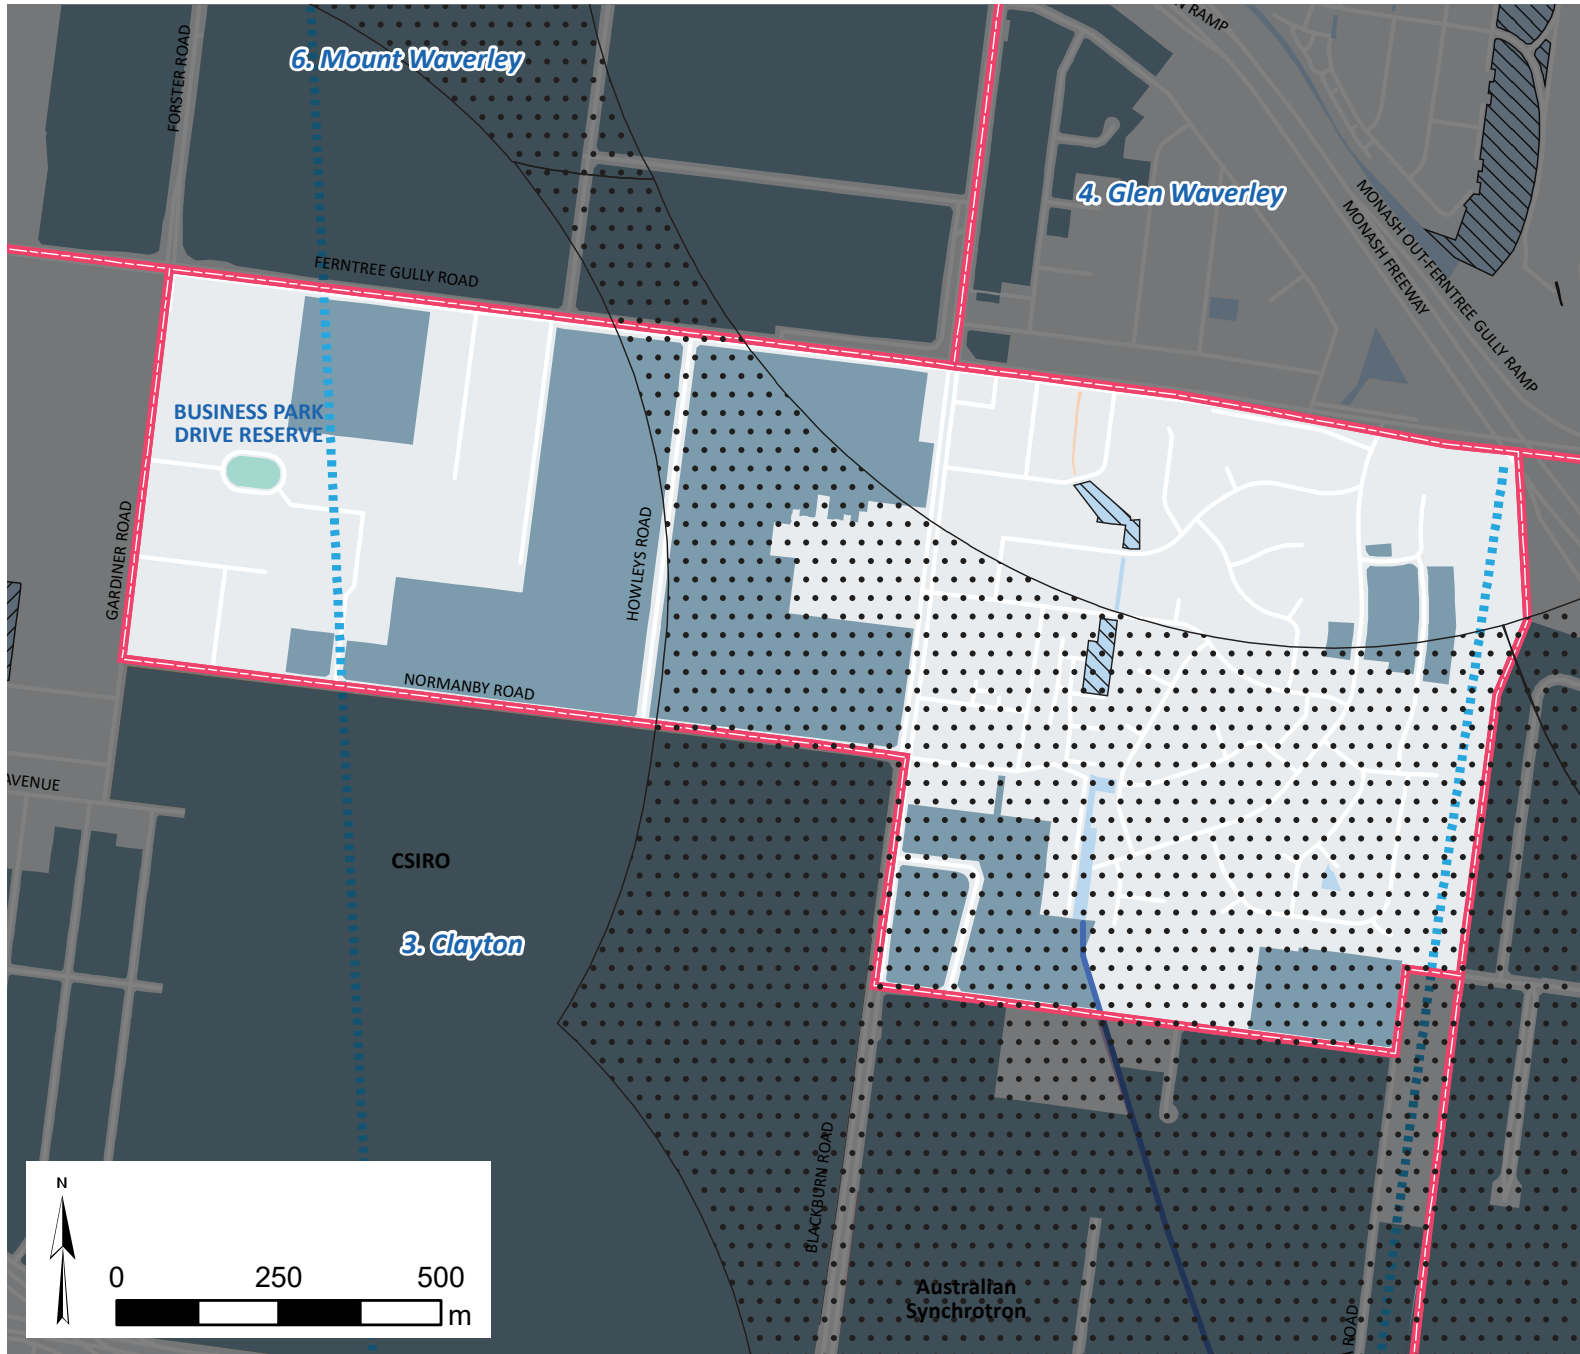 N RAMP
FORSTER ROAD
6. Mount Waverley
4. Glen Waverley
MONASH OUT-FERNTREE GULLY RAMP
MONASH FREEWAY
FERNTREE GULLY ROAD
BUSINESS PARK
DRIVE RESERVE
GARDINER ROAD
HOWLEYS ROAD
NORMANBY ROAD
AVENUE
CSIRO
3. Clayton
BLACKBURN ROAD
Australian
Synchrotron
ROAD
N
0 250 500
m